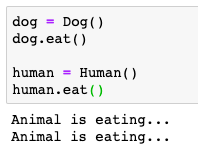 dog = Dog()
dog.eat()
human = Human()
human.eat()
Animal is eating...
Animal is eating...